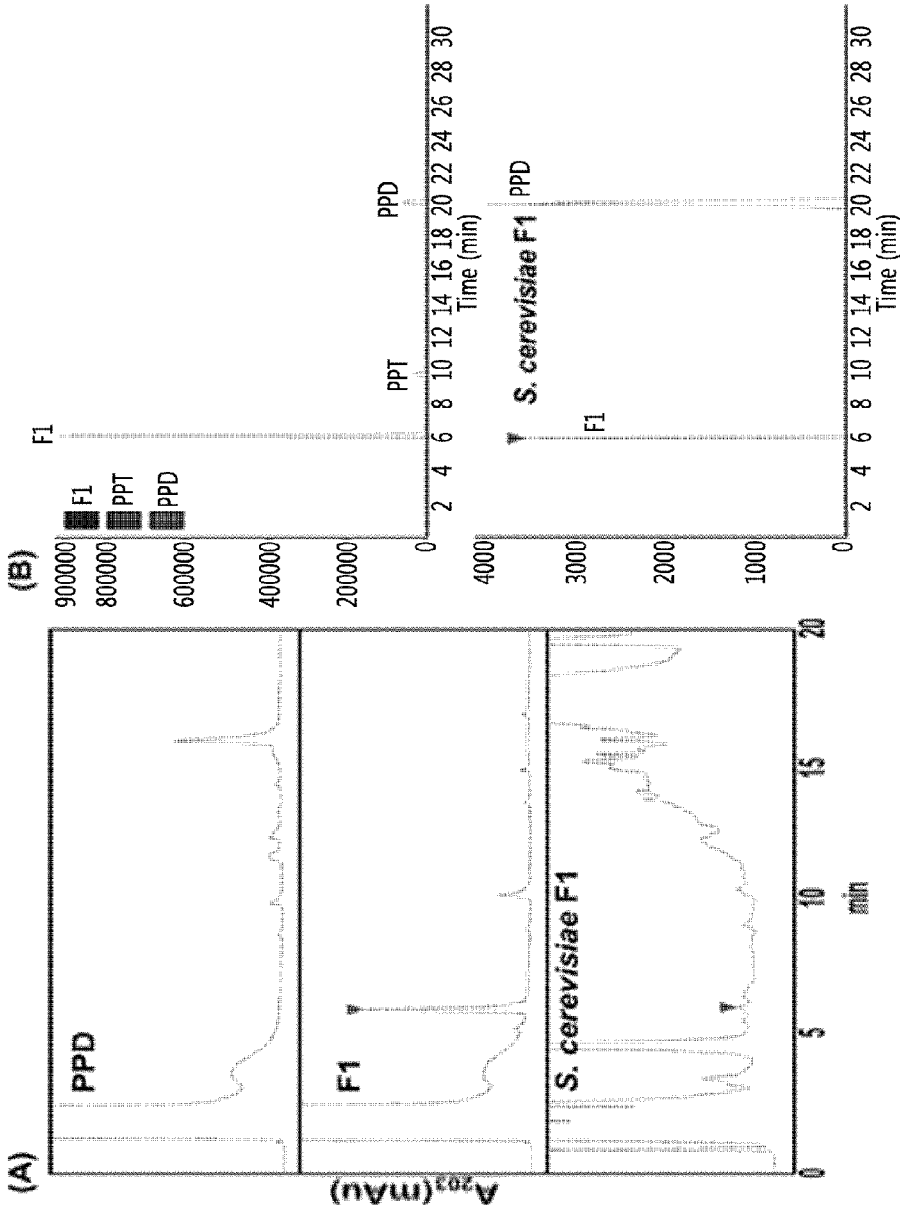 (A)
A203(mAu)
PPD
F1
S. cerevisiae F1
0 5 10 15 20
min
(B)
900000
800000
600000
400000
200000
0
F1
PPT
PPD
F1
PPT
PPD
2 4 6 8 10 12 14 16 18 20 22 24 26 28 30
Time (min)
4000
3000
2000
1000
0
S. cerevisiae F1
F1
PPD
2 4 6 8 10 12 14 16 18 20 22 24 26 28 30
Time (min)